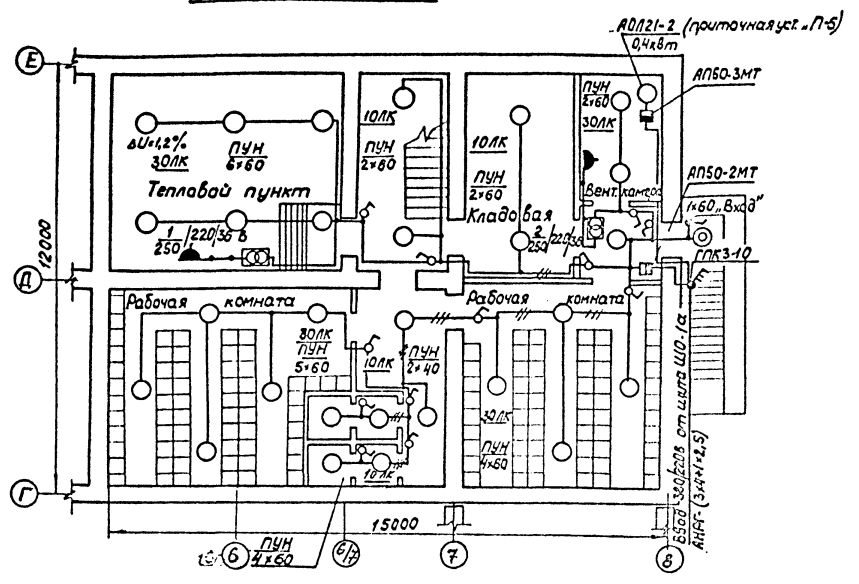 АОЛ21-2 (приточная уст. „П-5)
0,4кВт
Е
АП50-3МТ
ПУН
2×60
30ЛК
10ЛК
ΔU=1,2%
30ЛК
ПУН
6×60
ПУН
2×60
10ЛК
ПУН
2×60
АП50-2МТ
Тепловой пункт
Вент. камера
1×60 „Вход"
Кладовая
1
250 /220/36 в
2
250 /220/36
ГПК3-10
12000
Д
Рабочая комната
Рабочая комната
30ЛК
ПУН
5×60
10ЛК
ПУН
2×40
30ЛК
ПУН
4×60
10ЛК
Ввод ~380/220В от щита ЩО-1а
АНРГ-(3×4+1×2,5)
Г
15000
6
6/7
7
8
ПУН
4×60